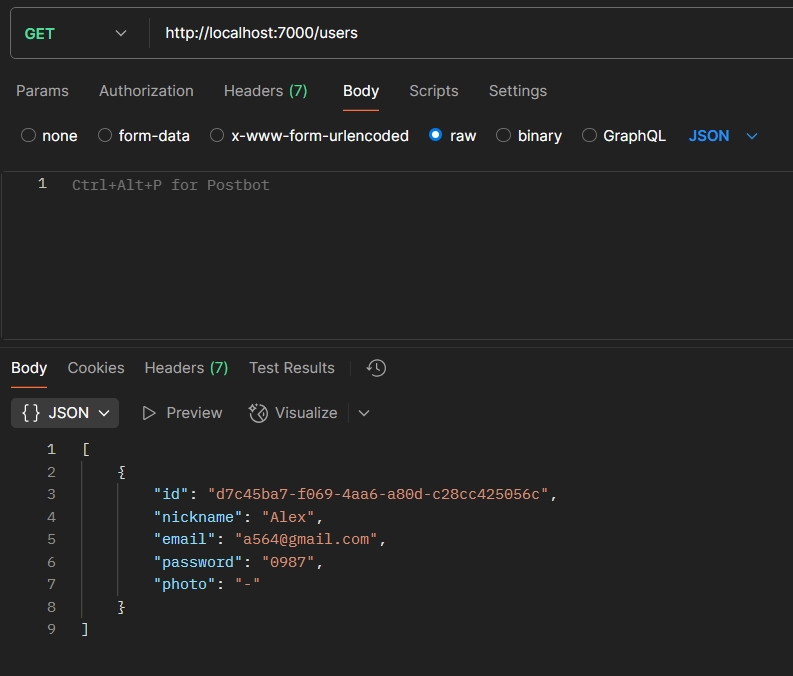 GET http://localhost:7000/users
Params Authorization Headers (7) Body Scripts Settings
none form-data x-www-form-urlencoded raw binary GraphQL JSON
1 Ctrl+Alt+P for Postbot
Body Cookies Headers (7) Test Results
{} JSON Preview Visualize
1 [
2 {
3 "id": "d7c45ba7-f069-4aa6-a80d-c28cc425056c",
4 "nickname": "Alex",
5 "email": "a564@gmail.com",
6 "password": "0987",
7 "photo": "-"
8 }
9 ]